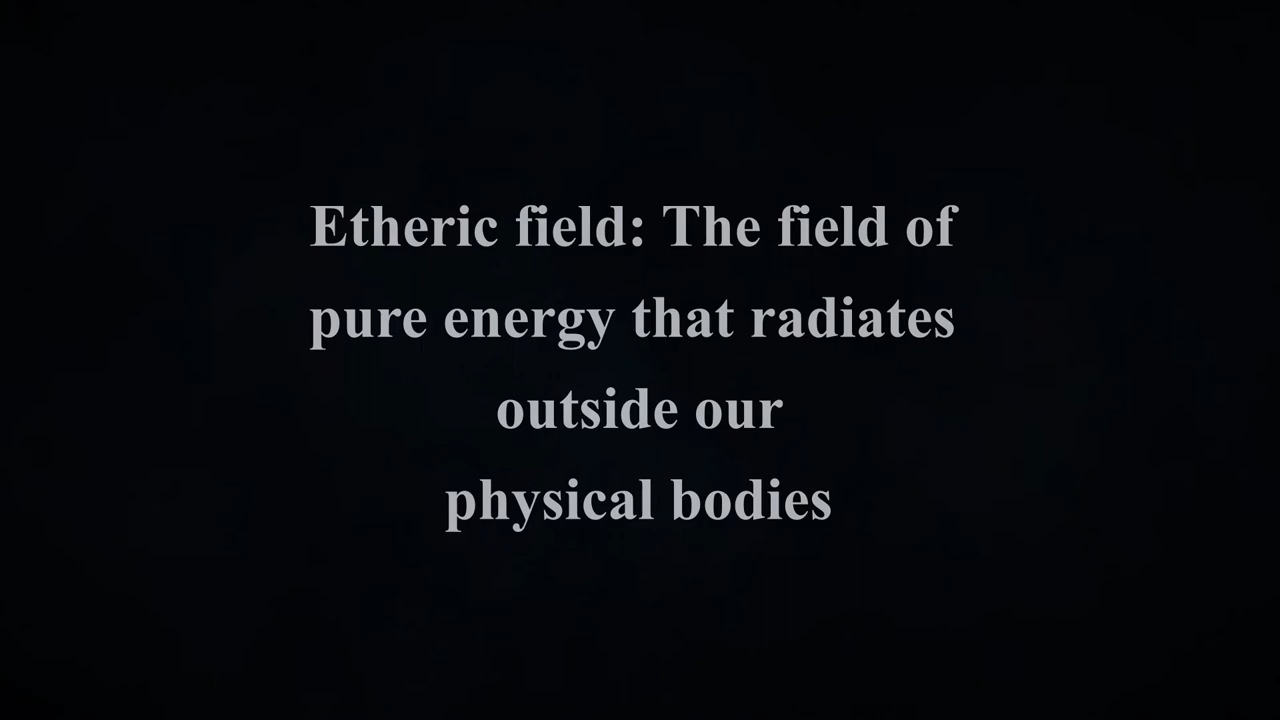 Etheric field: The field of
pure energy that radiates
outside our
physical bodies